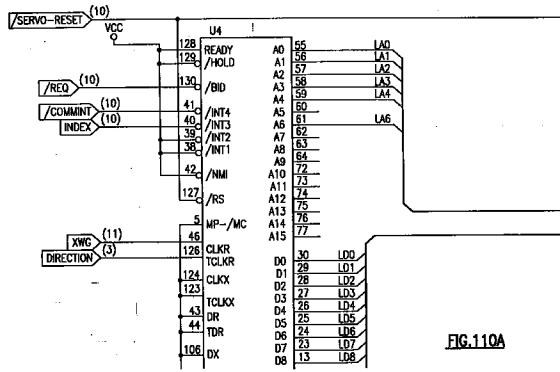 /SERVO-RESET (10)
VCC
U4
128 READY A0 55 LA0
129 /HOLD A1 56 LA1
A2 57 LA2
/REQ (10) 130 /BID A3 58 LA3
A4 59 LA4
/COMMINT (10) 41 /INT4 A5 60
INDEX (10) 40 /INT3 A6 61 LA6
39 /INT2 A7 62
38 /INT1 A8 63
A9 64
42 /NMI A10 72
A11 73
127 /RS A12 74
A13 75
5 MP-/MC A14 76
A15 77
XWG (11) 46 CLKR
DIRECTION (3) 126 TCLKR D0 30 LD0
124 CLKX D1 29 LD1
D2 28 LD2
123 TCLKX D3 27 LD3
43 DR D4 26 LD4
44 TDR D5 25 LD5
D6 24 LD6
106 DX D7 23 LD7
D8 13 LD8
FIG.110A